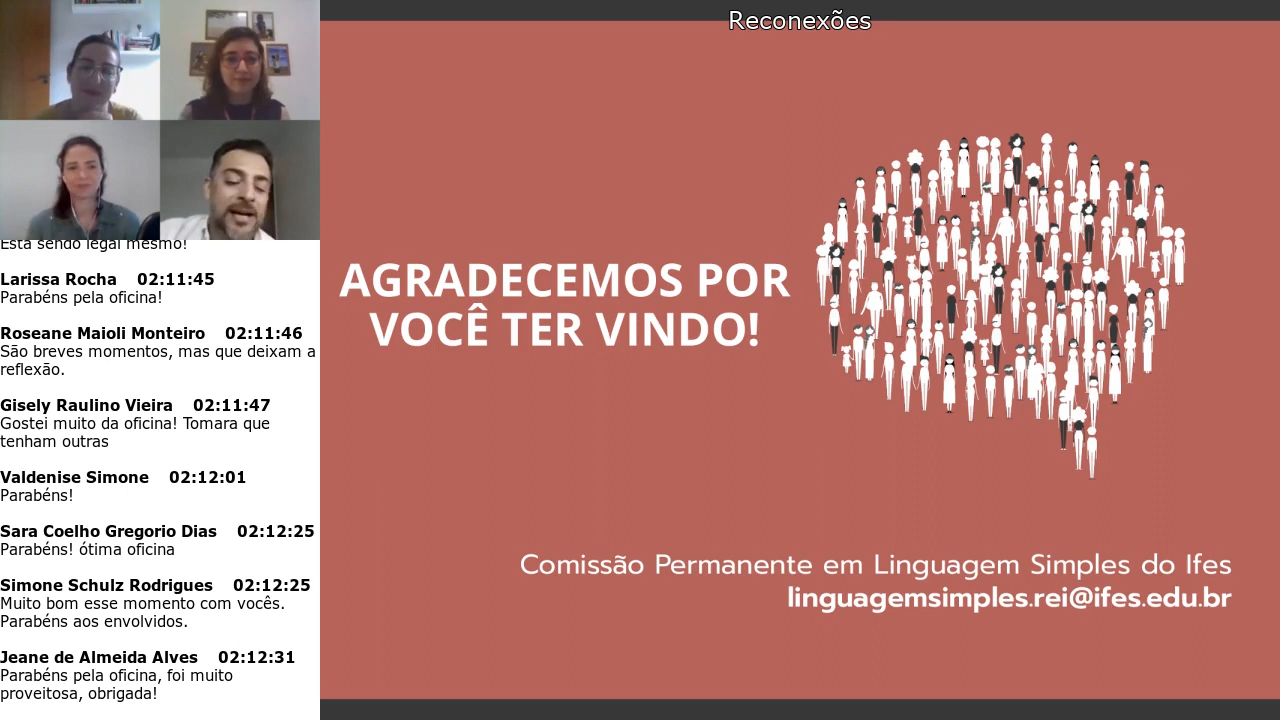 Reconexões
Está sendo legal mesmo!
Larissa Rocha 02:11:45
Parabéns pela oficina!
Roseane Maioli Monteiro 02:11:46
São breves momentos, mas que deixam a
reflexão.
Gisely Raulino Vieira 02:11:47
Gostei muito da oficina! Tomara que
tenham outras
Valdenise Simone 02:12:01
Parabéns!
Sara Coelho Gregorio Dias 02:12:25
Parabéns! ótima oficina
Simone Schulz Rodrigues 02:12:25
Muito bom esse momento com vocês.
Parabéns aos envolvidos.
Jeane de Almeida Alves 02:12:31
Parabéns pela oficina, foi muito
proveitosa, obrigada!
AGRADECEMOS POR
VOCÊ TER VINDO!
Comissão Permanente em Linguagem Simples do Ifes
linguagemsimples.rei@ifes.edu.br